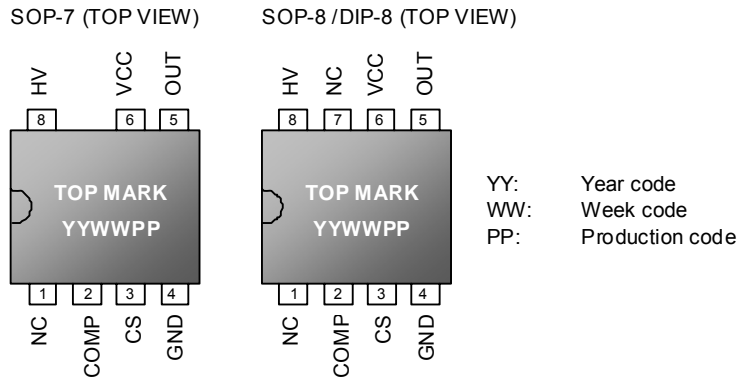 SOP-7 (TOP VIEW)
HV VCC OUT
8 6 5
TOP MARK
YYWWPP
1 2 3 4
NC COMP CS GND
SOP-8 /DIP-8 (TOP VIEW)
HV NC VCC OUT
8 7 6 5
TOP MARK
YYWWPP
1 2 3 4
NC COMP CS GND
YY: Year code
WW: Week code
PP: Production code